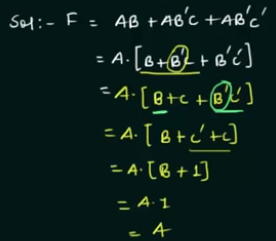 Sol:- F = AB + AB'C + AB'C'
= A·[B+B'C + B'C']
= A·[B+C + B'C']
= A·[B+C'+C]
= A·[B+1]
= A·1
= A